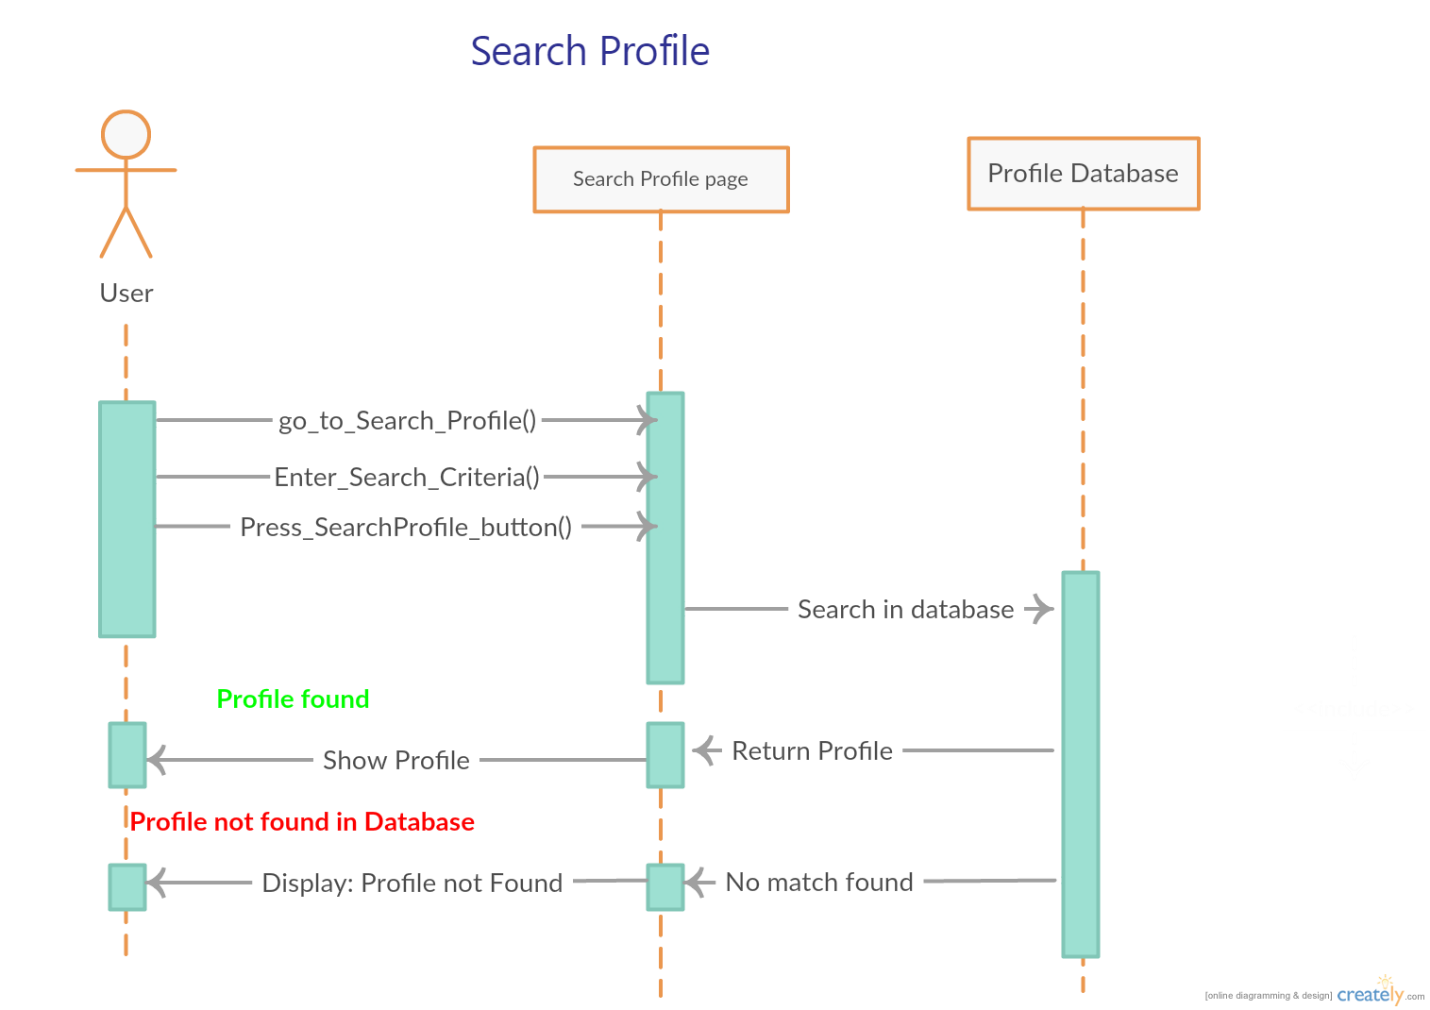 Search Profile
Search Profile page
Profile Database
User
go_to_Search_Profile()
Enter_Search_Criteria()
Press_SearchProfile_button()
Search in database
Profile found
Return Profile
Show Profile
Profile not found in Database
Display: Profile not Found
No match found
[online diagramming & design] creately.com